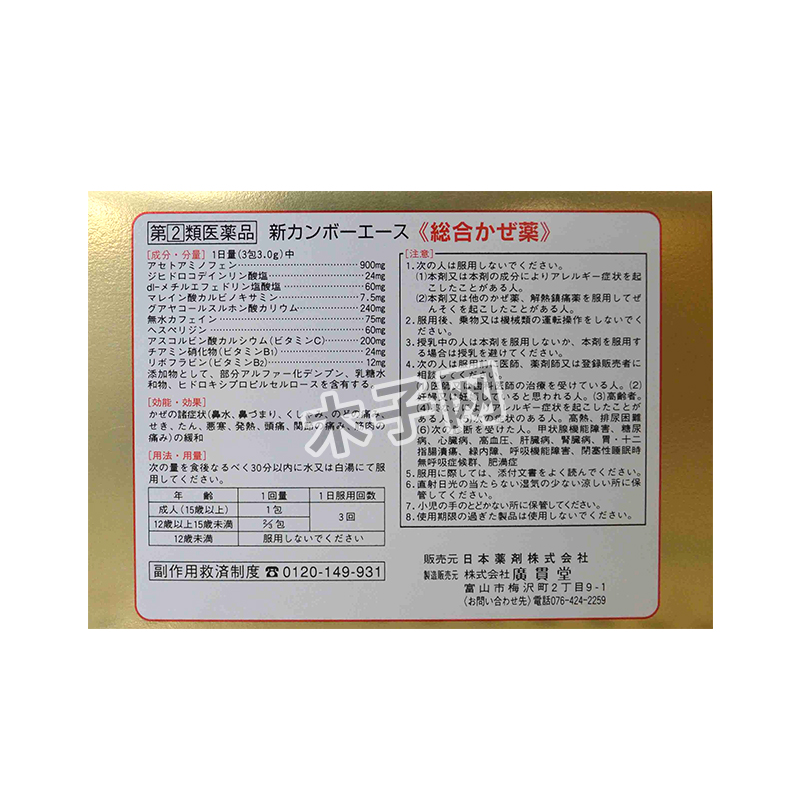 指②類医薬品 新カンボーエース《総合かぜ薬》
[成分・分量] 1日量(3包3.0g)中
アセトアミノフェン…………900mg
ジヒドロコデインリン酸塩…………24mg
dl-メチルエフェドリン塩酸塩…………60mg
マレイン酸カルビノキサミン…………7.5mg
グアヤコールスルホン酸カリウム…………240mg
無水カフェイン…………75mg
ヘスペリジン…………60mg
アスコルビン酸カルシウム(ビタミンC)…………200mg
チアミン硝化物(ビタミンB₁)…………24mg
リボフラビン(ビタミンB₂)…………12mg
添加物として、部分アルファー化デンプン、乳糖水
和物、ヒドロキシプロピルセルロースを含有する。
[効能・効果]
かぜの諸症状(鼻水、鼻づまり、くしゃみ、のどの痛み、
せき、たん、悪寒、発熱、頭痛、関節の痛み、筋肉の
痛み)の緩和
[用法・用量]
次の量を食後なるべく30分以内に水又は白湯にて服
用してください。
年齢 1回量 1日服用回数
成人(15歳以上) 1包 3回
12歳以上15歳未満 ⅔包
12歳未満 服用しないでください
副作用救済制度 ☎0120-149-931
[注意]
1.次の人は服用しないでください。
(1)本剤又は本剤の成分によりアレルギー症状を起
こしたことがある人。
(2)本剤又は他のかぜ薬、解熱鎮痛薬を服用してぜ
んそくを起こしたことがある人。
2.服用後、乗物又は機械類の運転操作をしないでく
ださい。
3.授乳中の人は本剤を服用しないか、本剤を服用す
る場合は授乳を避けてください。
4.次の人は服用前に医師、薬剤師又は登録販売者に
相談して
(1)医師又は歯科医師の治療を受けている人。(2)
妊婦又は いると思われる人。(3)高齢者。
レルギー症状を起こしたことが
ある人。 の症状のある人。高熱、排尿困難
(6)次の 断を受けた人。甲状腺機能障害、糖尿
病、心臓病、高血圧、肝臓病、腎臓病、胃・十二
指腸潰瘍、緑内障、呼吸機能障害、閉塞性睡眠時
無呼吸症候群、肥満症
5.服用に際しては、添付文書をよく読んでください。
6.直射日光の当たらない湿気の少ない涼しい所に保
管してください。
7.小児の手のとどかない所に保管してください。
8.使用期限の過ぎた製品は使用しないでください。
販売元 日本薬剤株式会社
製造販売元 株式会社 廣貫堂
富山市梅沢町2丁目9-1
(お問い合わせ先)電話076-424-2259
木子网